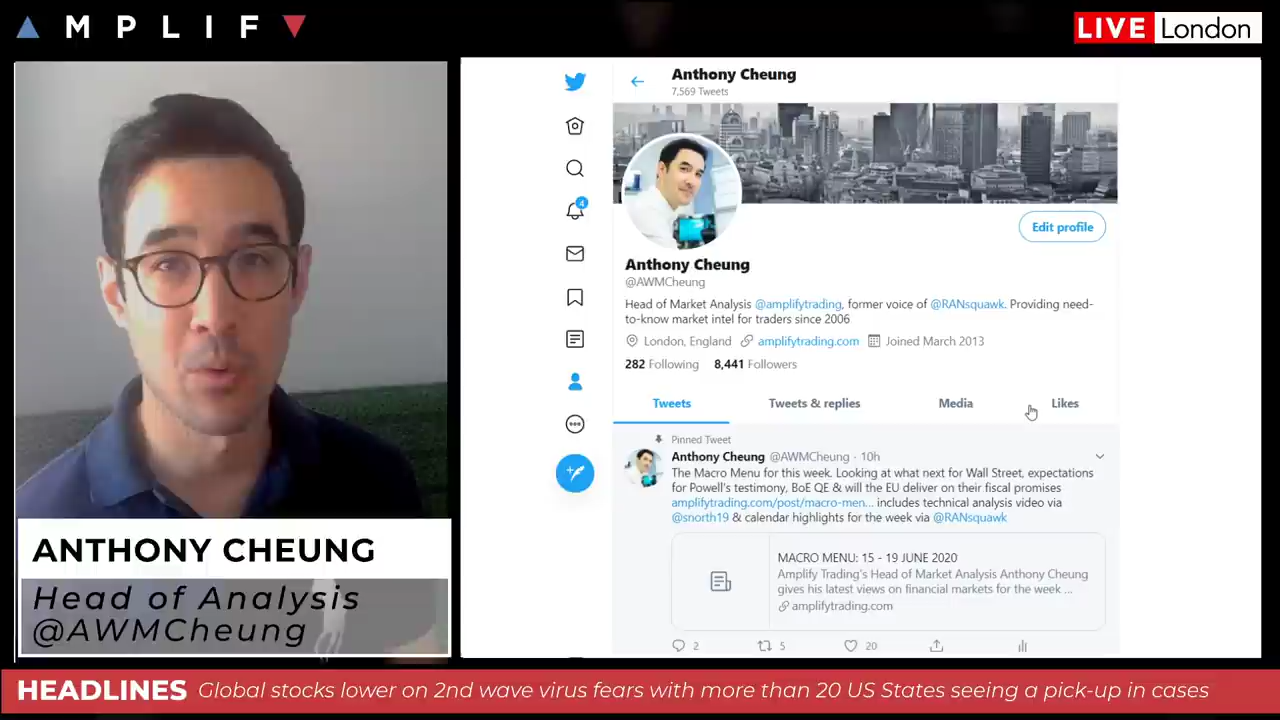 AMPLIFY
LIVE London
Anthony Cheung
7,569 Tweets
4
Edit profile
Anthony Cheung
@AWMCheung
Head of Market Analysis @amplifytrading, former voice of @RANsquawk. Providing need-
to-know market intel for traders since 2006
London, England amplifytrading.com Joined March 2013
282 Following 8,441 Followers
Tweets Tweets & replies Media Likes
Pinned Tweet
Anthony Cheung @AWMCheung · 10h
The Macro Menu for this week. Looking at what next for Wall Street, expectations
for Powell's testimony, BoE QE & will the EU deliver on their fiscal promises
amplifytrading.com/post/macro-men... includes technical analysis video via
@snorth19 & calendar highlights for the week via @RANsquawk
MACRO MENU: 15 - 19 JUNE 2020
Amplify Trading's Head of Market Analysis Anthony Cheung
gives his latest views on financial markets for the week ...
amplifytrading.com
2 5 20
ANTHONY CHEUNG
Head of Analysis
@AWMCheung
HEADLINES Global stocks lower on 2nd wave virus fears with more than 20 US States seeing a pick-up in cases